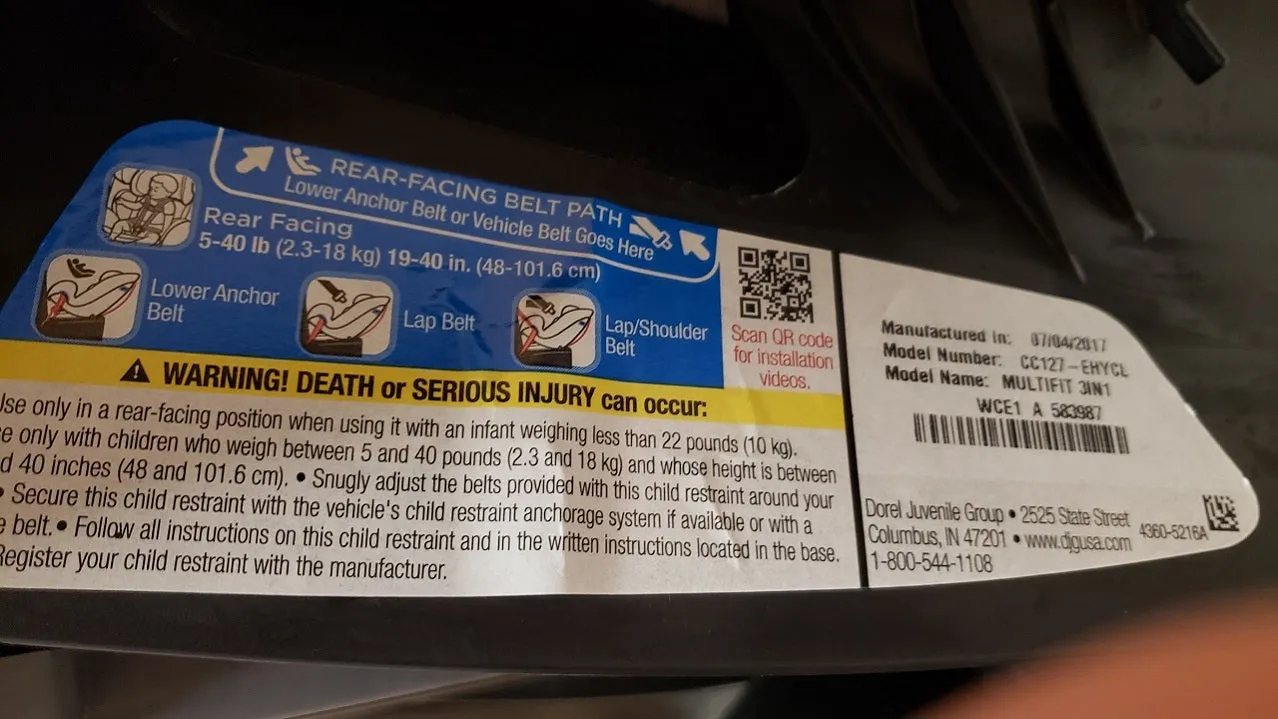 REAR-FACING BELT PATH
Lower Anchor Belt or Vehicle Belt Goes Here
Rear Facing
5-40 lb (2.3-18 kg) 19-40 in. (48-101.6 cm)
Lower Anchor
Belt
Lap Belt
Lap/Shoulder
Belt
Scan QR code
for installation
videos.
WARNING! DEATH or SERIOUS INJURY can occur:
Use only in a rear-facing position when using it with an infant weighing less than 22 pounds (10 kg).
e only with children who weigh between 5 and 40 pounds (2.3 and 18 kg) and whose height is between
d 40 inches (48 and 101.6 cm). • Snugly adjust the belts provided with this child restraint around your
• Secure this child restraint with the vehicle's child restraint anchorage system if available or with a
e belt. • Follow all instructions on this child restraint and in the written instructions located in the base.
Register your child restraint with the manufacturer.
Manufactured in: 07/04/2017
Model Number: CC127-EHYCL
Model Name: MULTIFIT 3IN1
WCE1 A 583987
Dorel Juvenile Group • 2525 State Street
Columbus, IN 47201 • www.djgusa.com
1-800-544-1108
4360-5216A